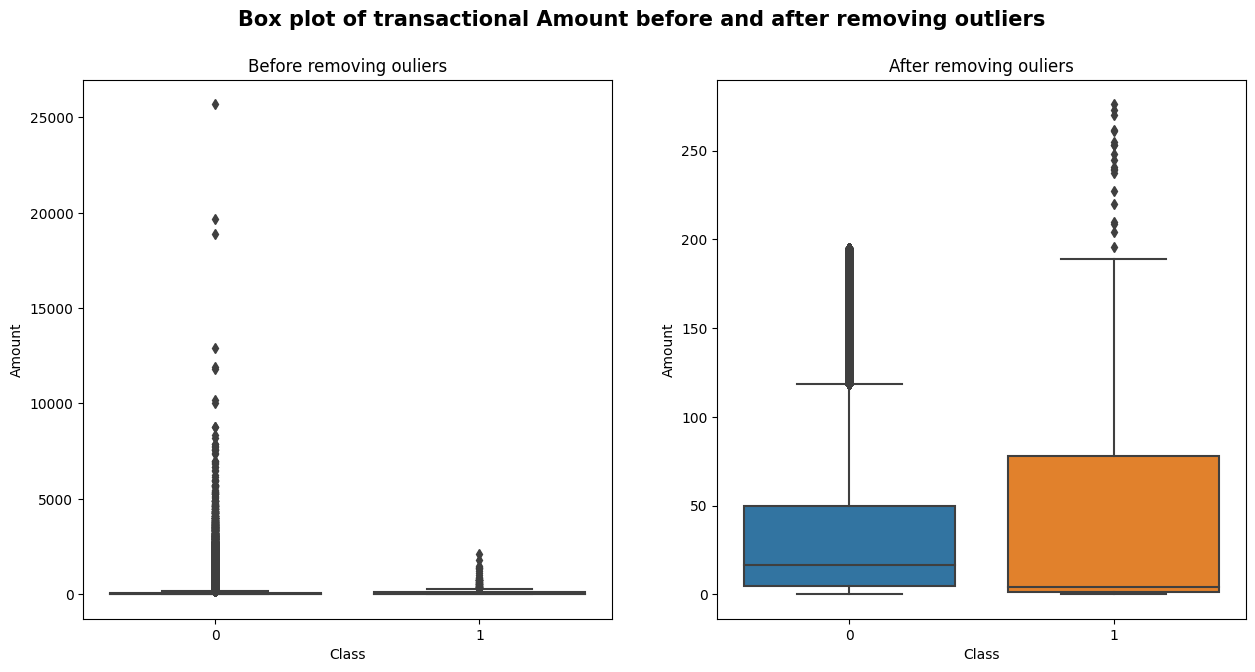 Box plot of transactional Amount before and after removing outliers
Before removing ouliers
25000
20000
15000
10000
5000
0
Amount
0
1
Class
After removing ouliers
250
200
150
100
50
0
Amount
0
1
Class